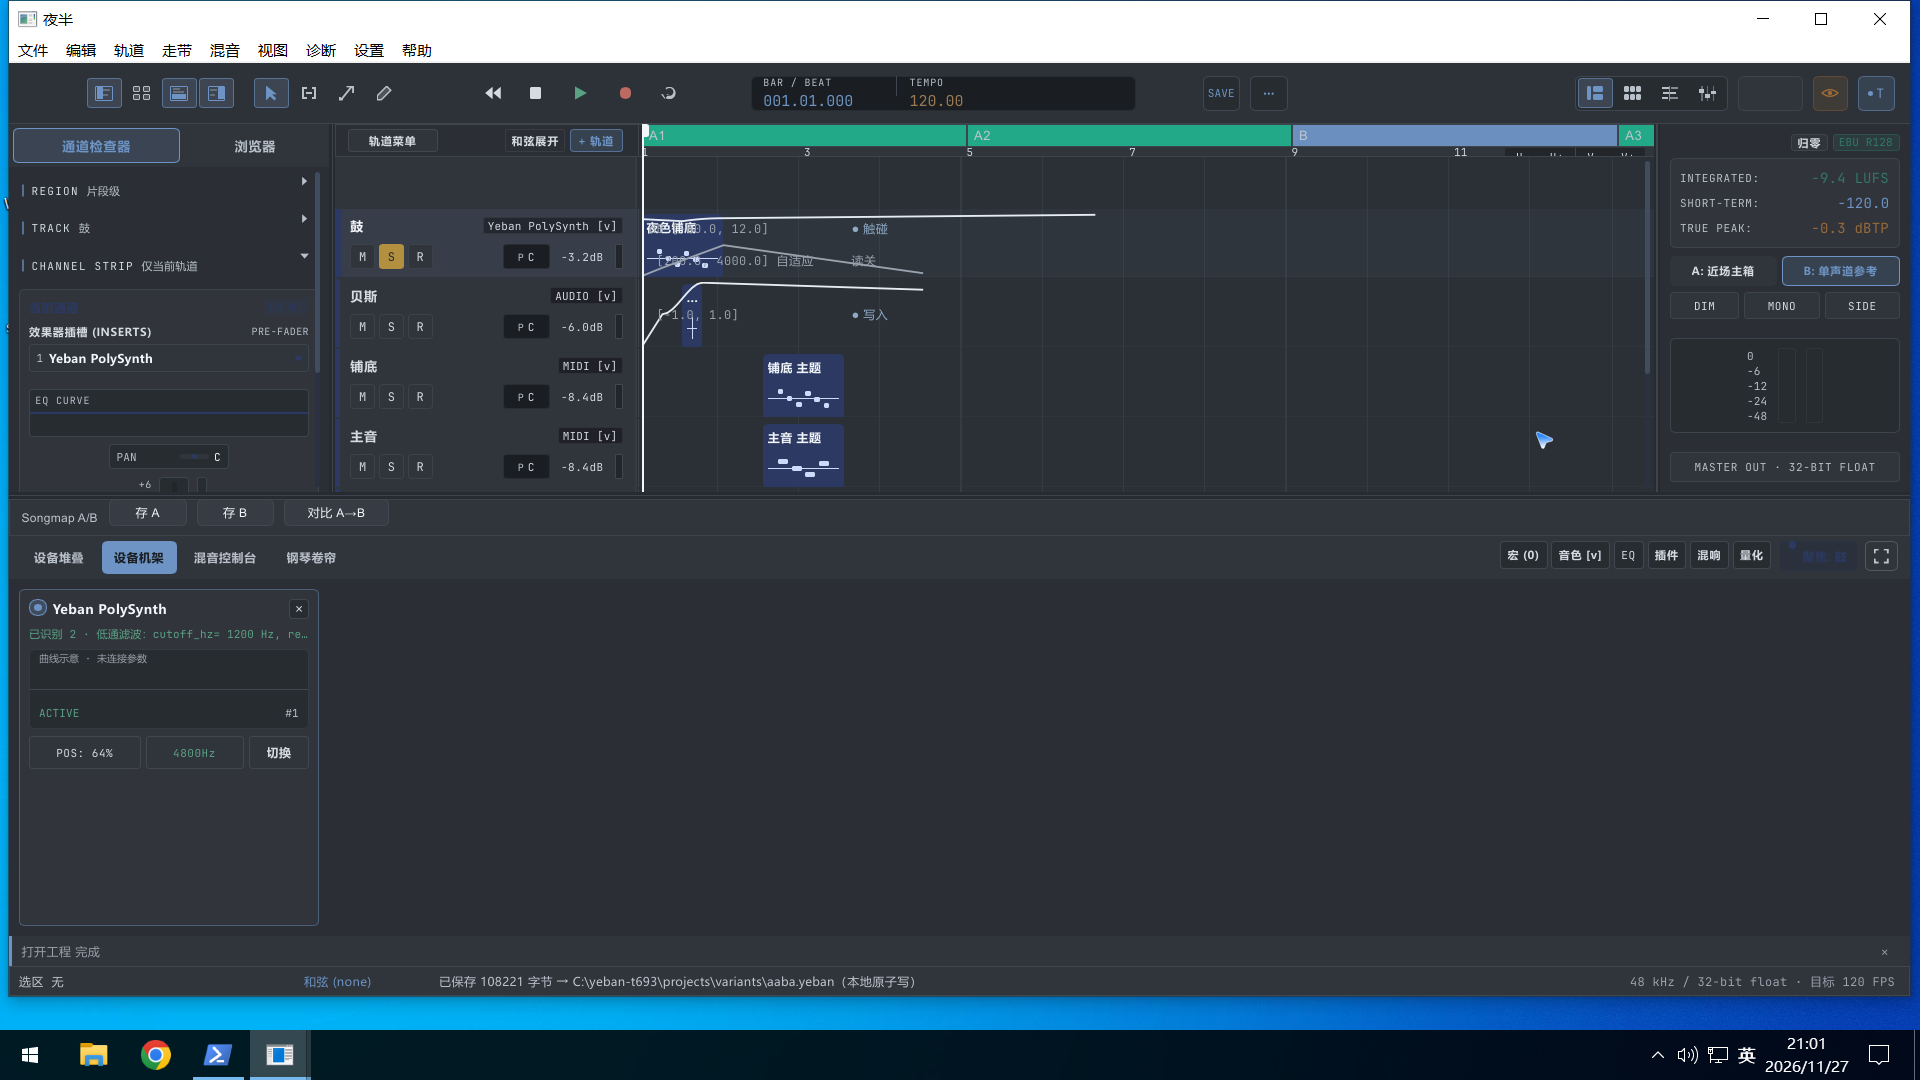 夜半
文件 编辑 轨道 走带 混音 视图 诊断 设置 帮助
BAR / BEAT
001.01.000
TEMPO
120.00
SAVE
T
通道检查器
浏览器
REGION 片段级
TRACK 鼓
CHANNEL STRIP 仅当前轨道
效果器插槽 (INSERTS)
PRE-FADER
1 Yeban PolySynth
EQ CURVE
PAN C
+6
轨道菜单
和弦展开
+ 轨道
A1
A2
B
A3
1 3 5 7 9 11
鼓
Yeban PolySynth [v]
M S R
P C
-3.2dB
贝斯
AUDIO [v]
M S R
P C
-6.0dB
铺底
MIDI [v]
M S R
P C
-8.4dB
主音
MIDI [v]
M S R
P C
-8.4dB
夜色铺底
0.0, 12.0]
触碰
4000.0] 自适应
读关
[-1.0, 1.0]
写入
铺底 主题
主音 主题
归零
EBU R128
INTEGRATED: -9.4 LUFS
SHORT-TERM: -120.0
TRUE PEAK: -0.3 dBTP
A: 近场主箱
B: 单声道参考
DIM
MONO
SIDE
0
-6
-12
-24
-48
MASTER OUT · 32-BIT FLOAT
Songmap A/B
存 A
存 B
对比 A→B
设备堆叠
设备机架
混音控制台
钢琴卷帘
宏 (0)
音色 [v]
EQ
插件
混响
量化
Yeban PolySynth
×
已识别 2 · 低通滤波: cutoff_hz= 1200 Hz, re…
曲线示意 · 未连接参数
ACTIVE
#1
POS: 64%
4800Hz
切换
打开工程 完成
×
选区 无
和弦 (none)
已保存 108221 字节 → C:\yeban-t693\projects\variants\aaba.yeban（本地原子写）
48 kHz / 32-bit float · 目标 120 FPS
英
21:01
2026/11/27